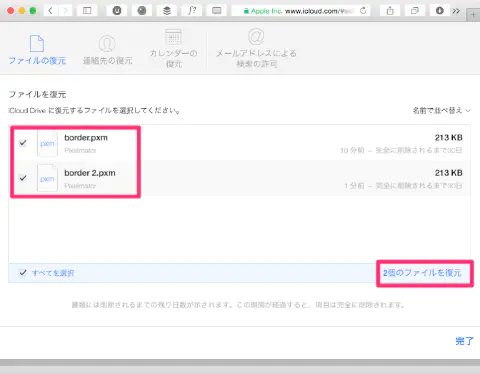 Apple Inc. www.icloud.com/#set
ファイルの復元
連絡先の復元
カレンダーの
復元
メールアドレスによる
検索の許可
ファイルを復元
iCloud Drive に復元するファイルを選択してください。
名前で並べ替え
pxm
border.pxm
213 KB
Pixelmator
10 分前 — 完全に削除されるまで30日
pxm
border 2.pxm
213 KB
Pixelmator
1 分前 — 完全に削除されるまで30日
すべてを選択
2個のファイルを復元
書類には削除されるまでの残り日数が示されます。この期間が経過すると、項目は完全に削除されます。
完了